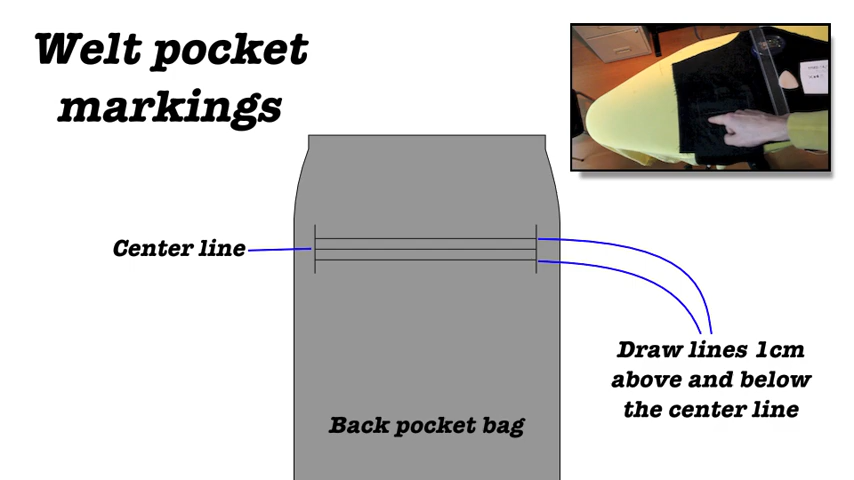 Welt pocket
markings
Center line
Draw lines 1cm
above and below
the center line
Back pocket bag